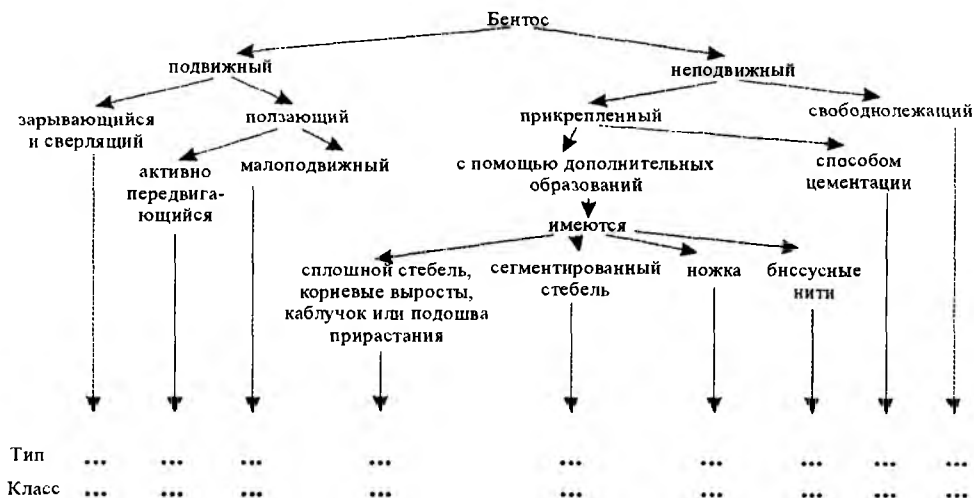 Бентос
подвижный
неподвижный
зарывающийся
и сверлящий
ползающий
прикрепленный
свободнолежащий
активно
передвига-
ющийся
малоподвижный
с помощью дополнительных
образований
способом
цементации
имеются
сплошной стебель,
корневые выросты,
каблучок или подошва
прирастания
сегментированный
стебель
ножка
биссусные
нити
Тип ... ... ... ... ... ... ... ... ...
Класс ... ... ... ... ... ... ... ... ...